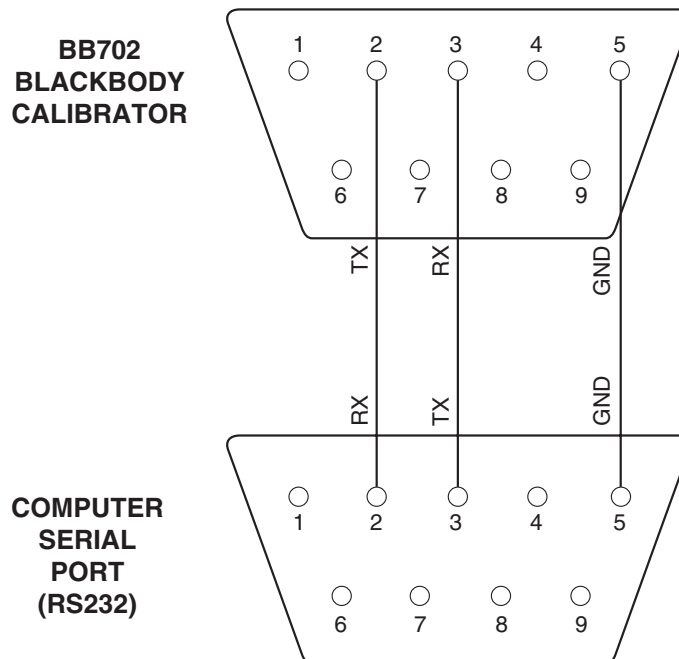 BB702
BLACKBODY
CALIBRATOR
1 2 3 4 5
6 7 8 9
TX RX GND
RX TX GND
COMPUTER
SERIAL
PORT
(RS232)
1 2 3 4 5
6 7 8 9